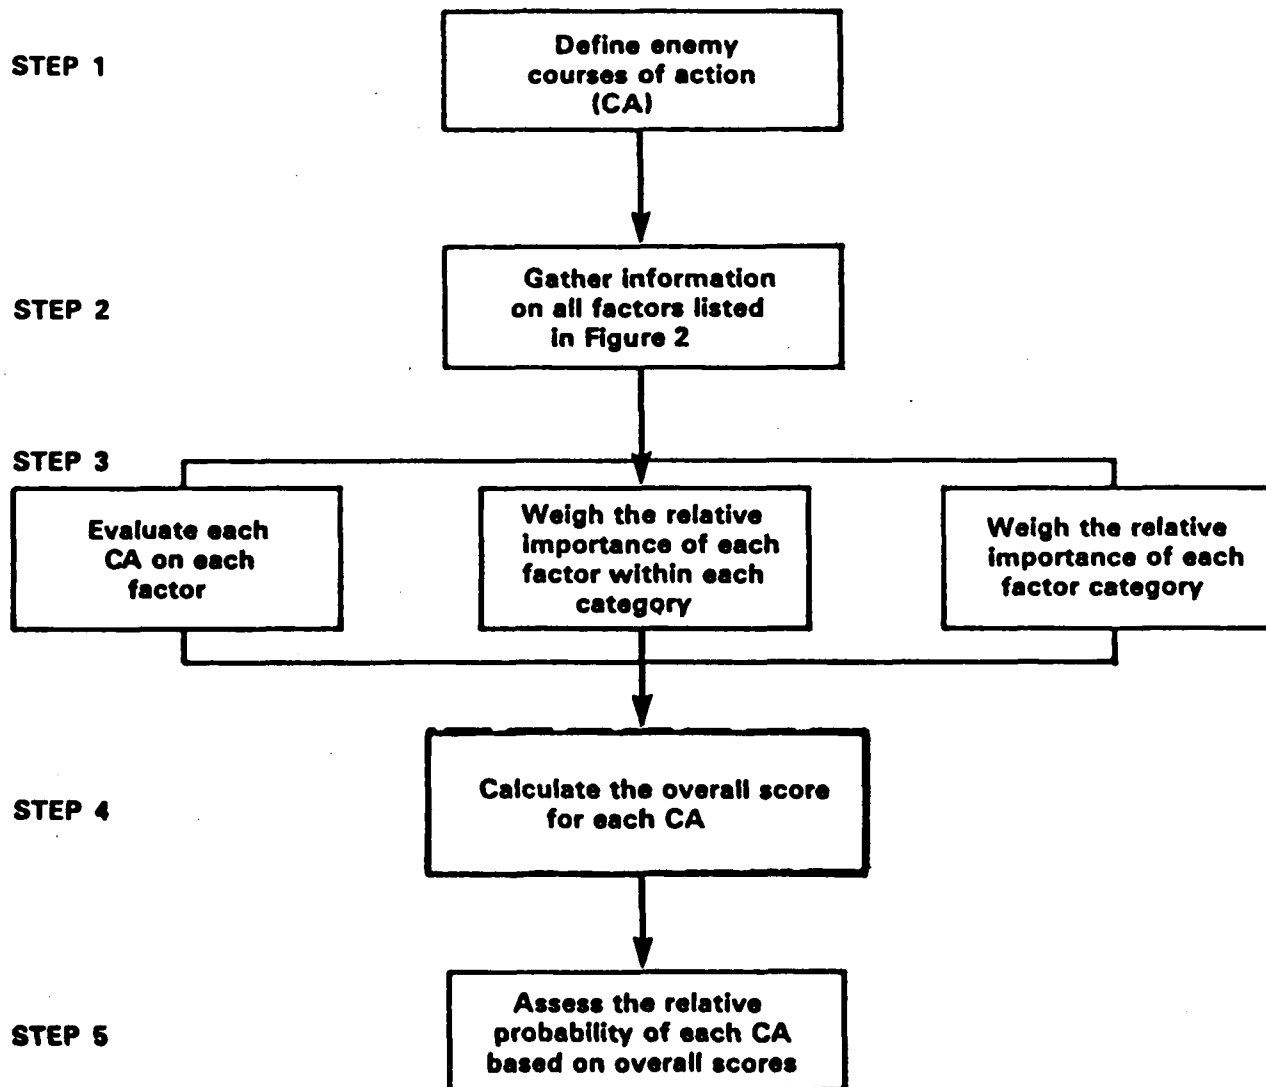 STEP 1
Define enemy
courses of action
(CA)
STEP 2
Gather information
on all factors listed
in Figure 2
STEP 3
Evaluate each
CA on each
factor
Weigh the relative
importance of each
factor within each
category
Weigh the relative
importance of each
factor category
STEP 4
Calculate the overall score
for each CA
STEP 5
Assess the relative
probability of each CA
based on overall scores